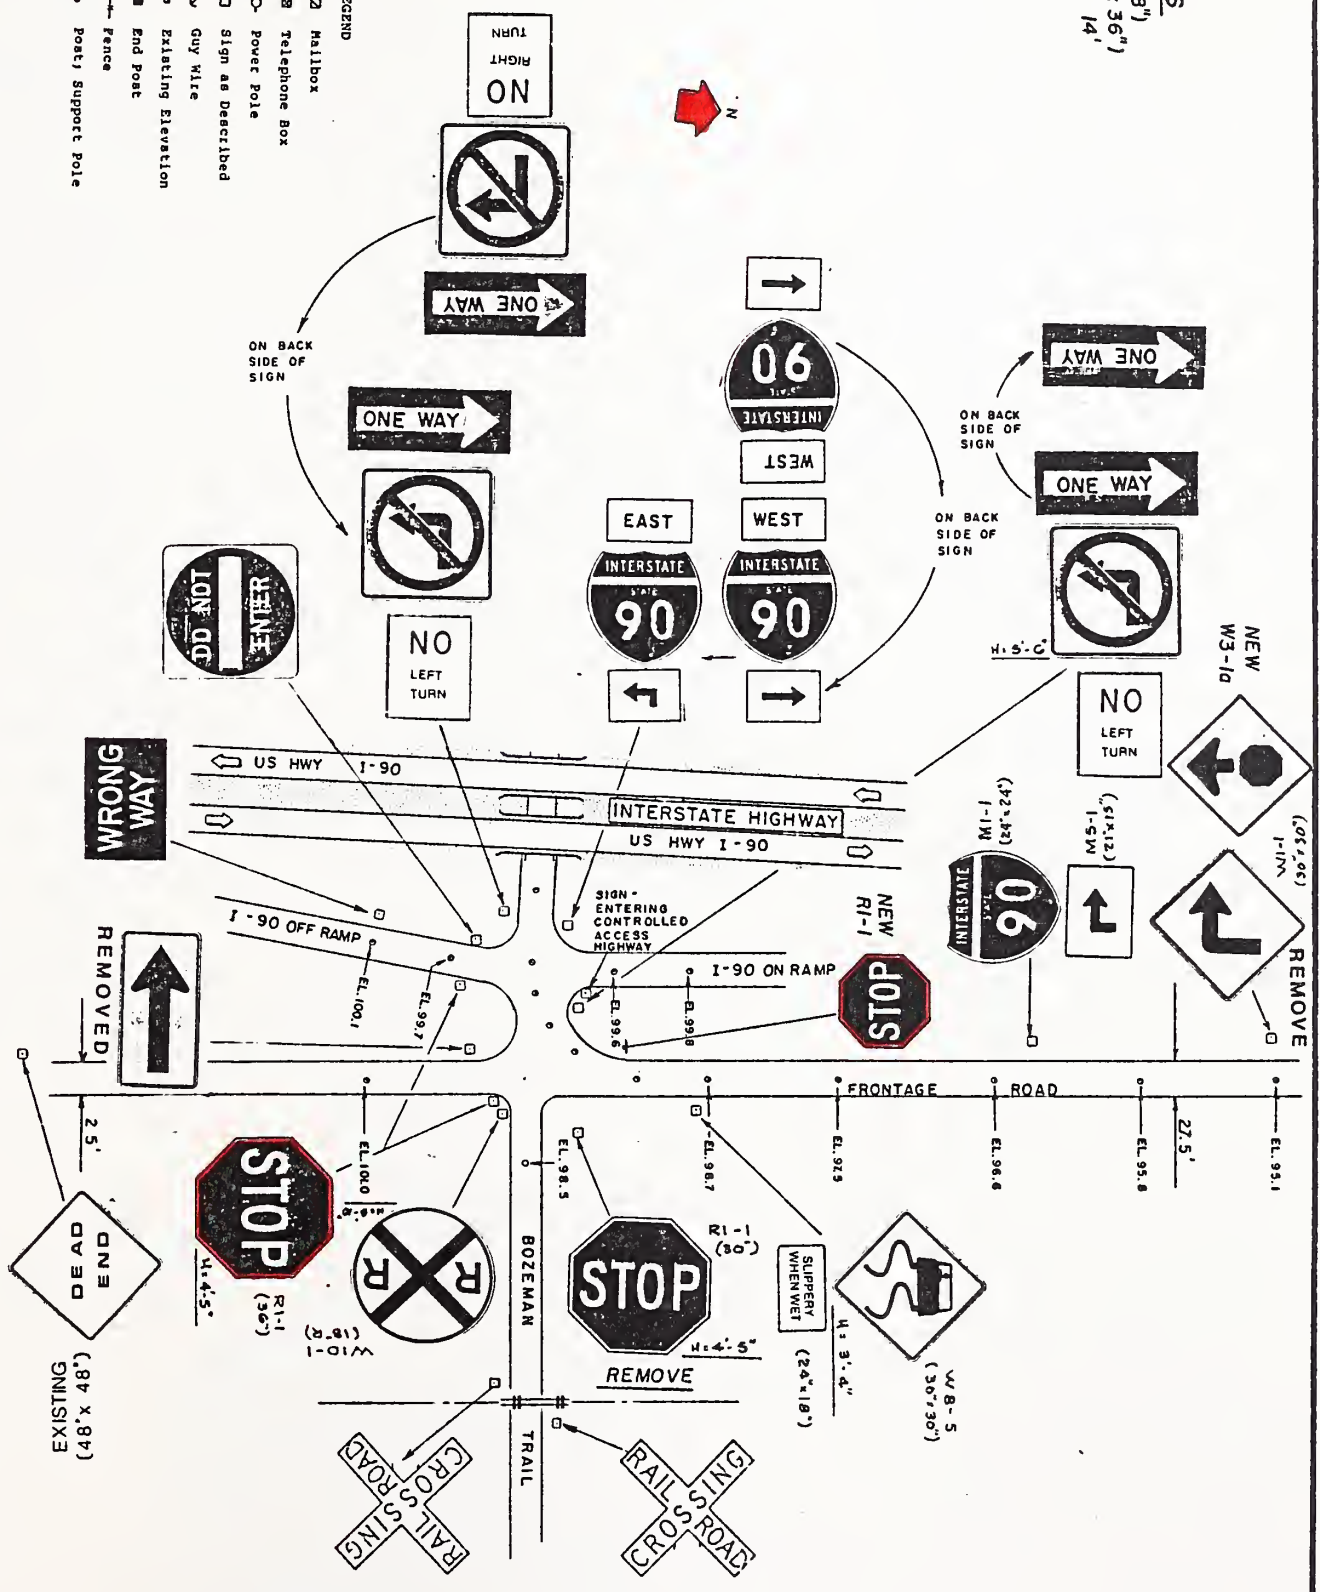 8")
36")
14'
LEGEND
Mailbox
Telephone Box
Power Pole
Sign as Described
Guy Wire
Existing Elevation
End Post
Fence
Post; Support Pole
N
NO
RIGHT
TURN
ONE WAY
ON BACK
SIDE OF
SIGN
ONE WAY
NO
LEFT
TURN
DO NOT
ENTER
WRONG
WAY
INTERSTATE
STATE
90
WEST
EAST
INTERSTATE
STATE
90
WEST
INTERSTATE
STATE
90
ON BACK
SIDE OF
SIGN
ONE WAY
ON BACK
SIDE OF
SIGN
ONE WAY
H: 5'-0"
NO
LEFT
TURN
NEW
W3-1a
W1-1
(30"x30")
REMOVE
M1-1
(24"x24")
INTERSTATE
STATE
90
M5-1
(21"x15")
NEW
R1-1
STOP
US HWY I-90
INTERSTATE HIGHWAY
US HWY I-90
I-90 OFF RAMP
SIGN -
ENTERING
CONTROLLED
ACCESS
HIGHWAY
I-90 ON RAMP
EL.100.1
EL.99.7
EL.99.6
EL.99.8
REMOVED
FRONTAGE ROAD
25'
27.5'
EL.101.0
EL.98.5
EL.98.7
EL.97.5
EL.96.6
EL.95.8
EL.95.1
DEAD
END
EXISTING
(48"x 48")
STOP
H:4'-5"
R1-1
(36")
R R
W10-1
(18"R)
BOZEMAN TRAIL
STOP
R1-1
(30")
H:4'-5"
REMOVE
SLIPPERY
WHEN WET
(24"x18")
H: 3'-4"
W8-5
(30"x30")
RAIL ROAD
CROSSING
RAIL ROAD
CROSSING